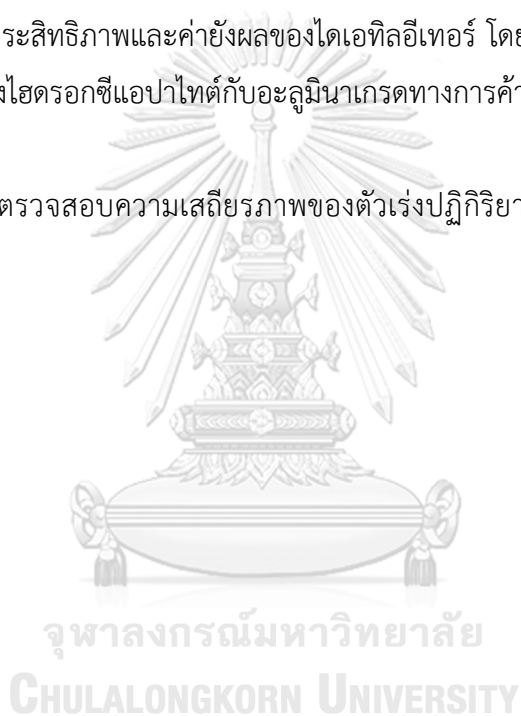 ระสิทธิภาพและค่ายังผลของไดเอทิลอีเทอร์ โดย
งไฮดรอกซีแอปาไทต์กับอะลูมินาเกรดทางการค้า
ตรวจสอบความเสถียรภาพของตัวเร่งปฏิกิริยา
จุฬาลงกรณ์มหาวิทยาลัย
CHULALONGKORN UNIVERSITY